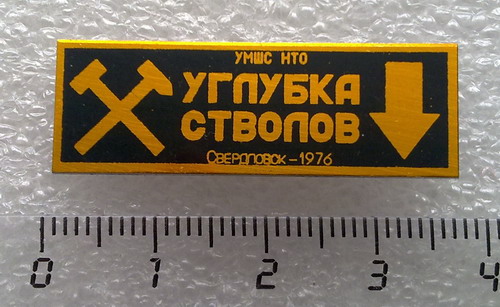 УМШС НТО
УГЛУБКА
СТВОЛОВ
СВЕРДЛОВСК - 1976
0 1 2 3 4